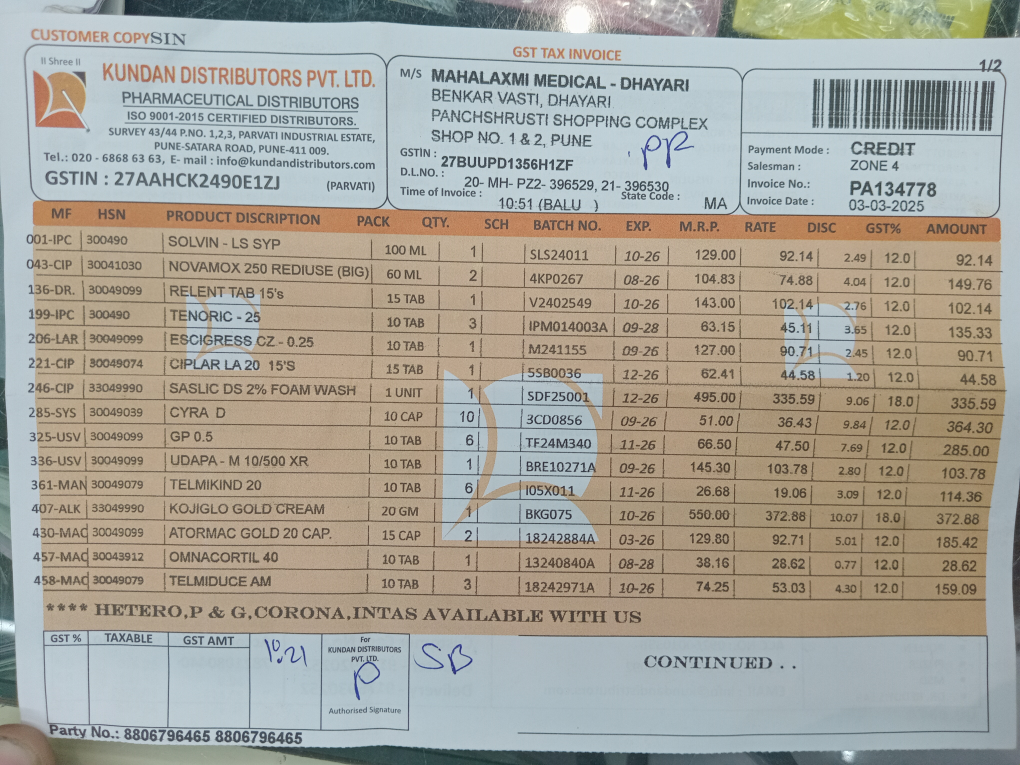 CUSTOMER COPYSIN
GST TAX INVOICE
1/2
II Shree II
KUNDAN DISTRIBUTORS PVT. LTD.
PHARMACEUTICAL DISTRIBUTORS
ISO 9001-2015 CERTIFIED DISTRIBUTORS.
SURVEY 43/44 P.NO. 1,2,3, PARVATI INDUSTRIAL ESTATE,
PUNE-SATARA ROAD, PUNE-411 009.
Tel.: 020 - 6868 63 63, E- mail : info@kundandistributors.com
GSTIN : 27AAHCK2490E1ZJ (PARVATI)
M/S MAHALAXMI MEDICAL - DHAYARI
BENKAR VASTI, DHAYARI
PANCHSHRUSTI SHOPPING COMPLEX
SHOP NO. 1 & 2, PUNE
GSTIN : 27BUUPD1356H1ZF
D.L.NO. : 20- MH- PZ2- 396529, 21- 396530
Time of Invoice : 10:51 (BALU ) State Code : MA
Payment Mode : CREDIT
Salesman : ZONE 4
Invoice No.: PA134778
Invoice Date : 03-03-2025
MF HSN PRODUCT DISCRIPTION PACK QTY. SCH BATCH NO. EXP. M.R.P. RATE DISC GST% AMOUNT
001-IPC 300490 SOLVIN - LS SYP 100 ML 1 SLS24011 10-26 129.00 92.14 2.49 12.0 92.14
043-CIP 30041030 NOVAMOX 250 REDIUSE (BIG) 60 ML 2 4KP0267 08-26 104.83 74.88 4.04 12.0 149.76
136-DR. 30049099 RELENT TAB 15's 15 TAB 1 V2402549 10-26 143.00 102.14 2.76 12.0 102.14
199-IPC 300490 TENORIC - 25 10 TAB 3 IPM014003A 09-28 63.15 45.11 3.65 12.0 135.33
206-LAR 30049099 ESCIGRESS CZ - 0.25 10 TAB 1 M241155 09-26 127.00 90.71 2.45 12.0 90.71
221-CIP 30049074 CIPLAR LA 20 15'S 15 TAB 1 5SB0036 12-26 62.41 44.58 1.20 12.0 44.58
246-CIP 33049990 SASLIC DS 2% FOAM WASH 1 UNIT 1 SDF25001 12-26 495.00 335.59 9.06 18.0 335.59
285-SYS 30049039 CYRA D 10 CAP 10 3CD0856 09-26 51.00 36.43 9.84 12.0 364.30
325-USV 30049099 GP 0.5 10 TAB 6 TF24M340 11-26 66.50 47.50 7.69 12.0 285.00
336-USV 30049099 UDAPA - M 10/500 XR 10 TAB 1 BRE10271A 09-26 145.30 103.78 2.80 12.0 103.78
361-MAN 30049079 TELMIKIND 20 10 TAB 6 I05X011 11-26 26.68 19.06 3.09 12.0 114.36
407-ALK 33049990 KOJIGLO GOLD CREAM 20 GM 1 BKG075 10-26 550.00 372.88 10.07 18.0 372.88
430-MAC 30049099 ATORMAC GOLD 20 CAP. 15 CAP 2 18242884A 03-26 129.80 92.71 5.01 12.0 185.42
457-MAC 30043912 OMNACORTIL 40 10 TAB 1 13240840A 08-28 38.16 28.62 0.77 12.0 28.62
458-MAC 30049079 TELMIDUCE AM 10 TAB 3 18242971A 10-26 74.25 53.03 4.30 12.0 159.09
**** HETERO,P & G,CORONA,INTAS AVAILABLE WITH US
GST % TAXABLE GST AMT
10.21
For
KUNDAN DISTRIBUTORS
PVT. LTD.
P
Authorised Signature
SB
CONTINUED . .
Party No.: 8806796465 8806796465